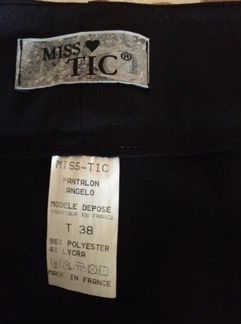 MISS♥
TIC®
MISS-TIC
PANTALON
ANGELO
MODELE DEPOSE
FABRIQUE EN FRANCE
T 38
96% POLYESTER
4% LYCRA
MADE IN FRANCE